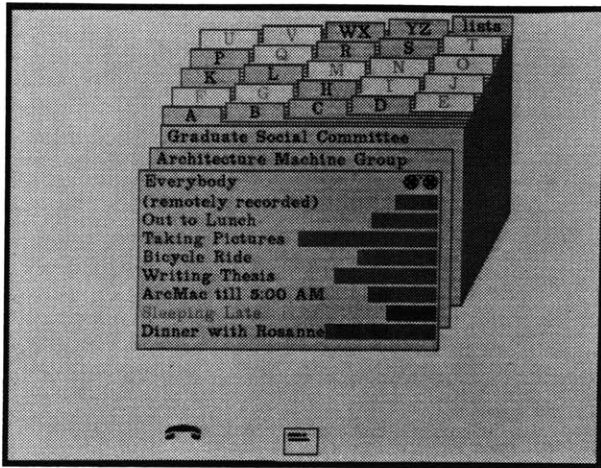 U V WX YZ lists
P Q R S T
K L M N O
F G H I J
A B C D E
Graduate Social Committee
Architecture Machine Group
Everybody
(remotely recorded)
Out to Lunch
Taking Pictures
Bicycle Ride
Writing Thesis
ArcMac till 5:00 AM
Sleeping Late
Dinner with Rosanne